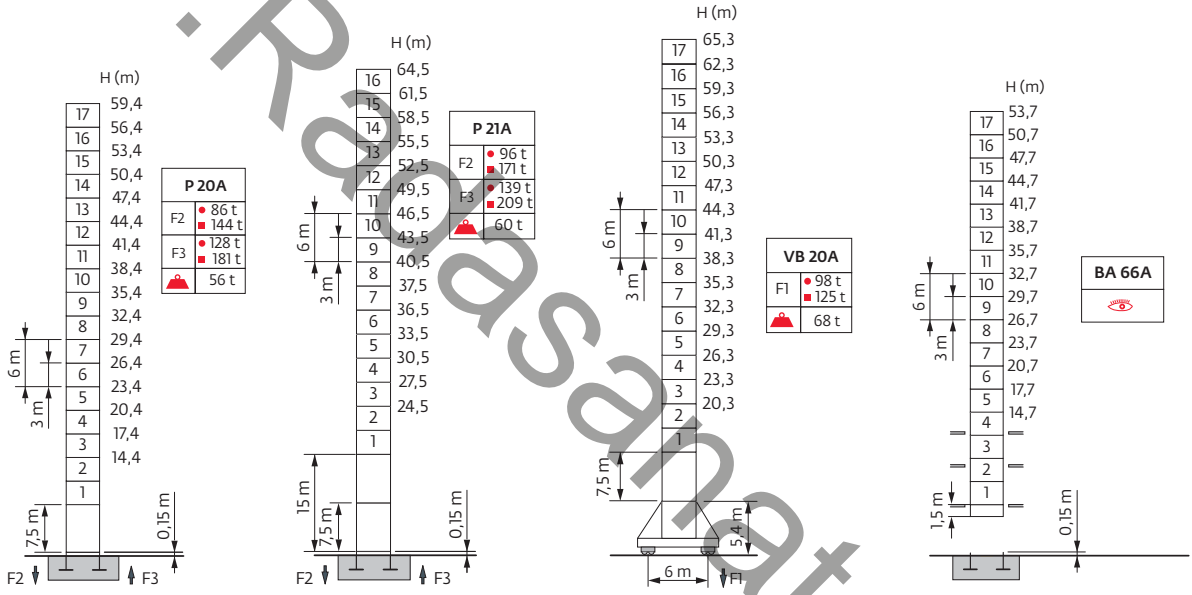 H (m)
59,4
56,4
53,4
50,4
47,4
44,4
41,4
38,4
35,4
32,4
29,4
26,4
23,4
20,4
17,4
14,4
17
16
15
14
13
12
11
10
9
8
7
6
5
4
3
2
1
6 m
3 m
7,5 m
0,15 m
F2
F3
P 20A
F2
86 t
144 t
F3
128 t
181 t
56 t
H (m)
64,5
61,5
58,5
55,5
52,5
49,5
46,5
43,5
40,5
37,5
36,5
33,5
30,5
27,5
24,5
16
15
14
13
12
11
10
9
8
7
6
5
4
3
2
1
6 m
3 m
15 m
7,5 m
0,15 m
F2
F3
P 21A
F2
96 t
171 t
F3
139 t
209 t
60 t
H (m)
65,3
62,3
59,3
56,3
53,3
50,3
47,3
44,3
41,3
38,3
35,3
32,3
29,3
26,3
23,3
20,3
17
16
15
14
13
12
11
10
9
8
7
6
5
4
3
2
1
6 m
3 m
7,5 m
5,4 m
6 m
F1
VB 20A
F1
98 t
125 t
68 t
H (m)
53,7
50,7
47,7
44,7
41,7
38,7
35,7
32,7
29,7
26,7
23,7
20,7
17,7
14,7
17
16
15
14
13
12
11
10
9
8
7
6
5
4
3
2
1
6 m
3 m
1,5 m
0,15 m
BA 66A
.Radasanat